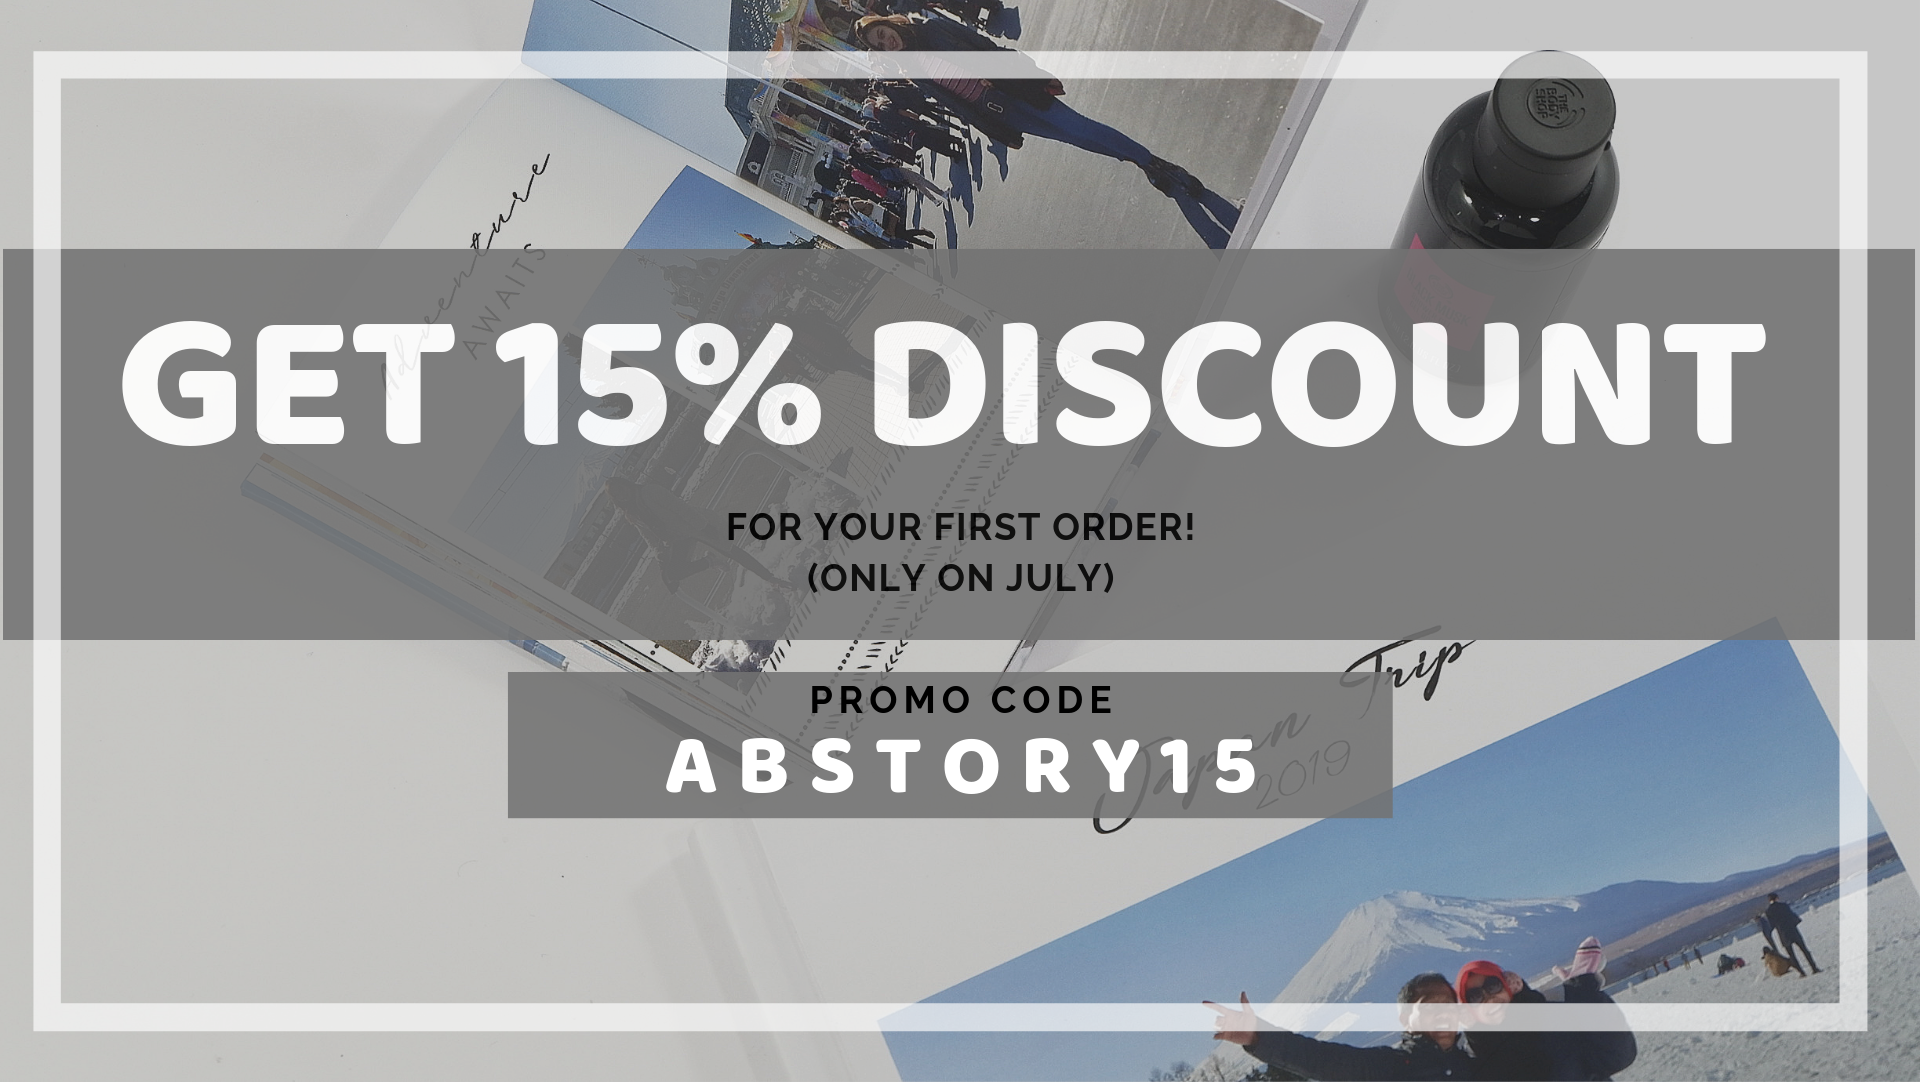 THE
BODY
SHOP
Adventure
AWAITS
GET 15% DISCOUNT
FOR YOUR FIRST ORDER!
(ONLY ON JULY)
PROMO CODE
ABSTORY15
Japan Trip
2019